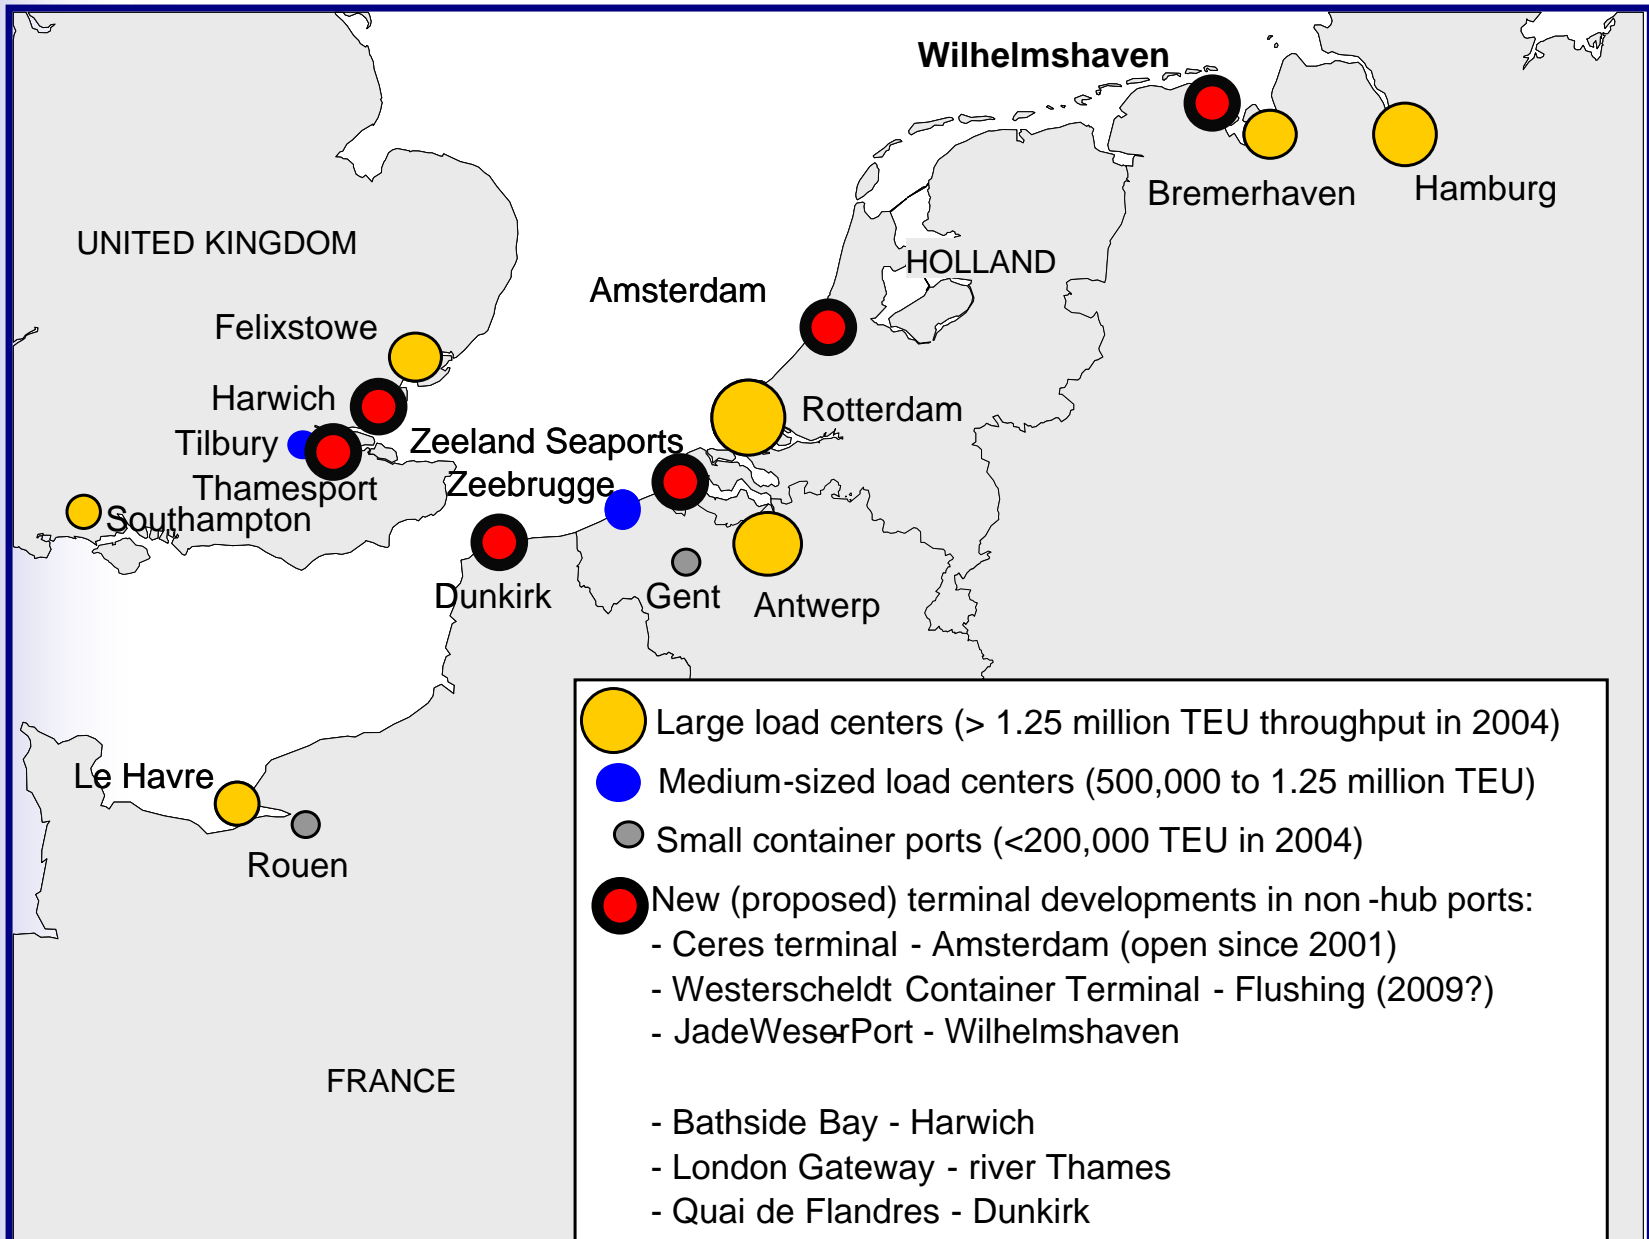 Wilhelmshaven
Bremerhaven
Hamburg
UNITED KINGDOM
HOLLAND
Amsterdam
Felixstowe
Harwich
Rotterdam
Tilbury
Zeeland Seaports
Thamesport
Zeebrugge
Southampton
Dunkirk
Gent
Antwerp
Le Havre
Rouen
FRANCE
Large load centers (> 1.25 million TEU throughput in 2004)
Medium-sized load centers (500,000 to 1.25 million TEU)
Small container ports (<200,000 TEU in 2004)
New (proposed) terminal developments in non -hub ports:
- Ceres terminal - Amsterdam (open since 2001)
- Westerscheldt Container Terminal - Flushing (2009?)
- JadeWeser-Port - Wilhelmshaven
- Bathside Bay - Harwich
- London Gateway - river Thames
- Quai de Flandres - Dunkirk